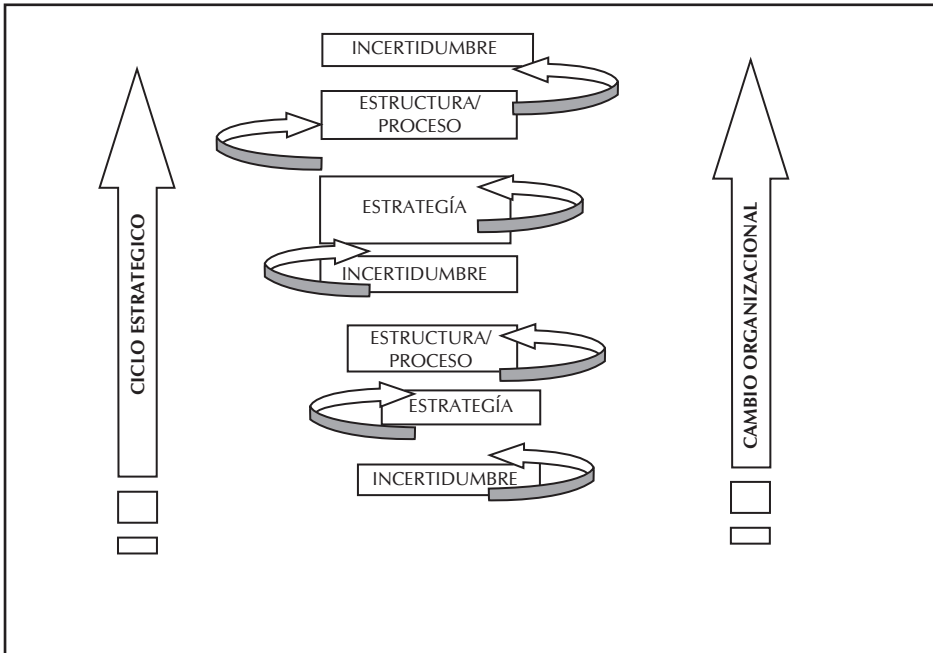 INCERTIDUMBRE
ESTRUCTURA/
PROCESO
ESTRATEGÍA
INCERTIDUMBRE
ESTRUCTURA/
PROCESO
ESTRATEGÍA
INCERTIDUMBRE
CICLO ESTRATEGICO
CAMBIO ORGANIZACIONAL